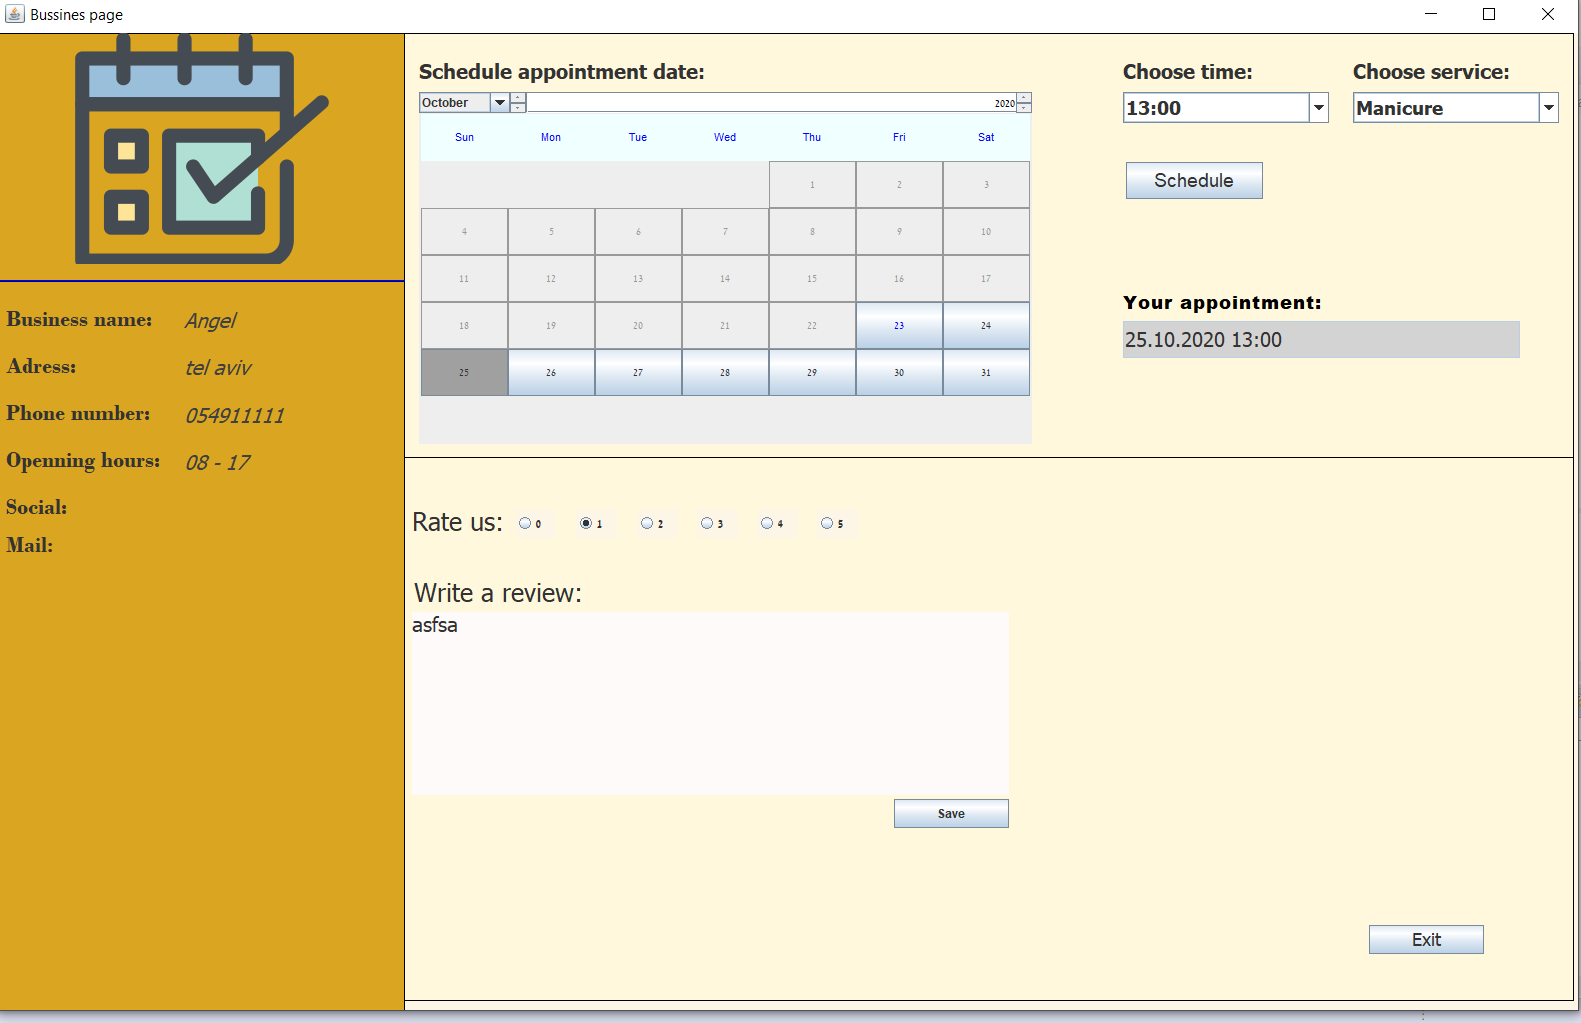 Bussines page
Business name: Angel
Adress: tel aviv
Phone number: 054911111
Openning hours: 08 - 17
Social:
Mail:
Schedule appointment date:
October 2020
Sun Mon Tue Wed Thu Fri Sat
1 2 3
4 5 6 7 8 9 10
11 12 13 14 15 16 17
18 19 20 21 22 23 24
25 26 27 28 29 30 31
Choose time: Choose service:
13:00 Manicure
Schedule
Your appointment:
25.10.2020 13:00
Rate us: 0 1 2 3 4 5
Write a review:
asfsa
Save
Exit